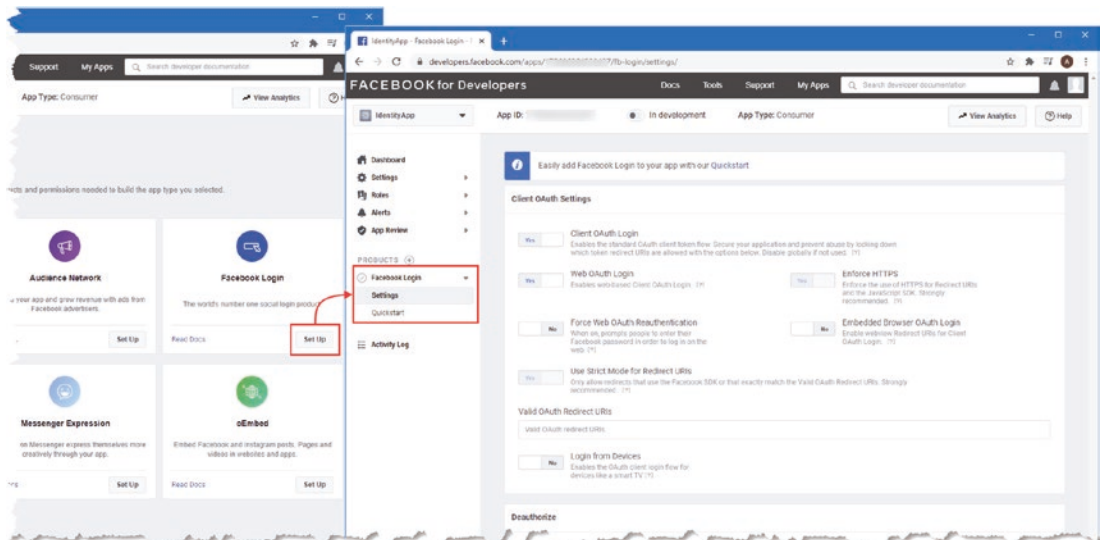 Support My Apps Search developer documentation
App Type: Consumer View Analytics
and permissions needed to build the app type you selected.
Audience Network
your app and grow revenue with ads from
Facebook advertisers.
Set Up
Facebook Login
The world's number one social login product.
Read Docs Set Up
Messenger Expression
on Messenger express themselves more
creatively through your app.
Set Up
oEmbed
Embed Facebook and Instagram posts, Pages and
videos in websites and apps.
Read Docs Set Up
IdentityApp - Facebook Login -
developers.facebook.com/apps/
/fb-login/settings/
FACEBOOK for Developers Docs Tools Support My Apps Search developer documentation
IdentityApp App ID: In development App Type: Consumer View Analytics Help
Dashboard
Settings
Roles
Alerts
App Review
PRODUCTS
Facebook Login
Settings
Quickstart
Activity Log
Easily add Facebook Login to your app with our Quickstart
Client OAuth Settings
Yes Client OAuth Login
Enables the standard OAuth client token flow. Secure your application and prevent abuse by locking down
which token redirect URIs are allowed with the options below. Disable globally if not used. [?]
Yes Web OAuth Login
Enables web-based Client OAuth Login. [?]
Yes Enforce HTTPS
Enforce the use of HTTPS for Redirect URIs
and the JavaScript SDK. Strongly
recommended. [?]
No Force Web OAuth Reauthentication
When on, prompts people to enter their
Facebook password in order to log in on the
web. [?]
No Embedded Browser OAuth Login
Enable webview Redirect URIs for Client
OAuth Login. [?]
Yes Use Strict Mode for Redirect URIs
Only allow redirects that use the Facebook SDK or that exactly match the Valid OAuth Redirect URIs. Strongly
recommended. [?]
Valid OAuth Redirect URIs
Valid OAuth redirect URIs.
No Login from Devices
Enables the OAuth client login flow for
devices like a smart TV [?]
Deauthorize